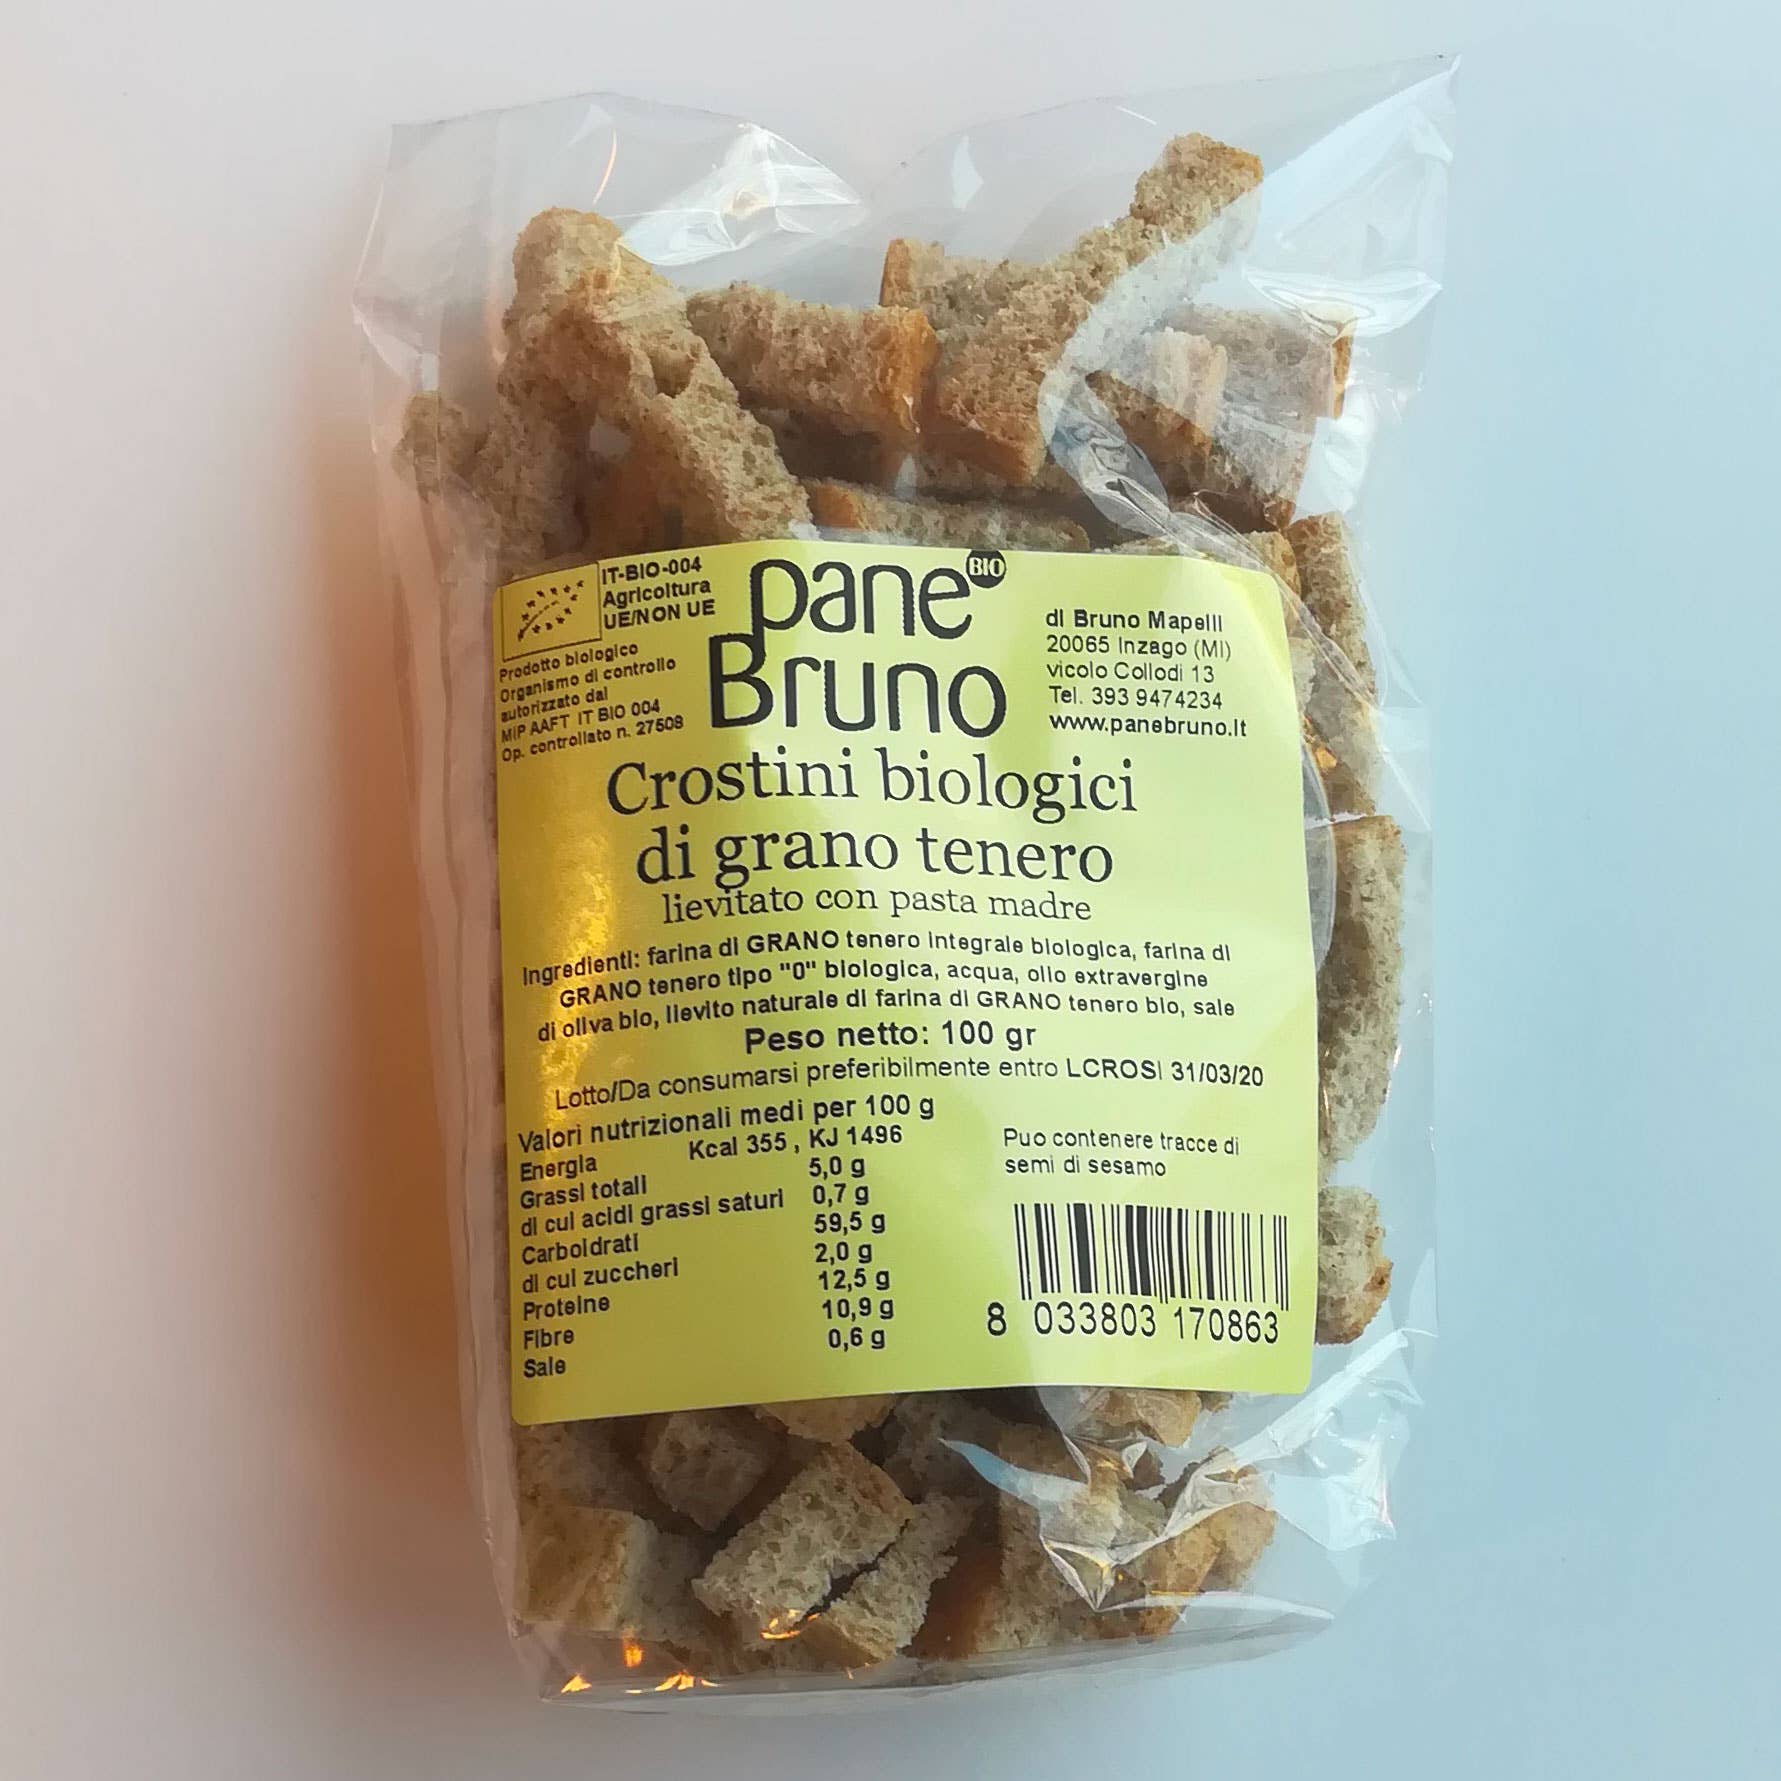 IT-BIO-004
Agricoltura
UE/NON UE
Prodotto biologico
Organismo di controllo
autorizzato dal
MiP AAFT IT BIO 004
Op. controllato n. 27508
pane BIO
Bruno
di Bruno Mapelli
20065 Inzago (MI)
vicolo Collodi 13
Tel. 393 9474234
www.panebruno.it
Crostini biologici
di grano tenero
lievitato con pasta madre
Ingredienti: farina di GRANO tenero integrale biologica, farina di
GRANO tenero tipo "0" biologica, acqua, olio extravergine
di oliva bio, lievito naturale di farina di GRANO tenero bio, sale
Peso netto: 100 gr
Lotto/Da consumarsi preferibilmente entro LCROSI 31/03/20
Valori nutrizionali medi per 100 g
Energia Kcal 355 , KJ 1496
Grassi totali 5,0 g
di cui acidi grassi saturi 0,7 g
Carboidrati 59,5 g
di cui zuccheri 2,0 g
Proteine 12,5 g
Fibre 10,9 g
Sale 0,6 g
Puo contenere tracce di
semi di sesamo
8 033803 170863